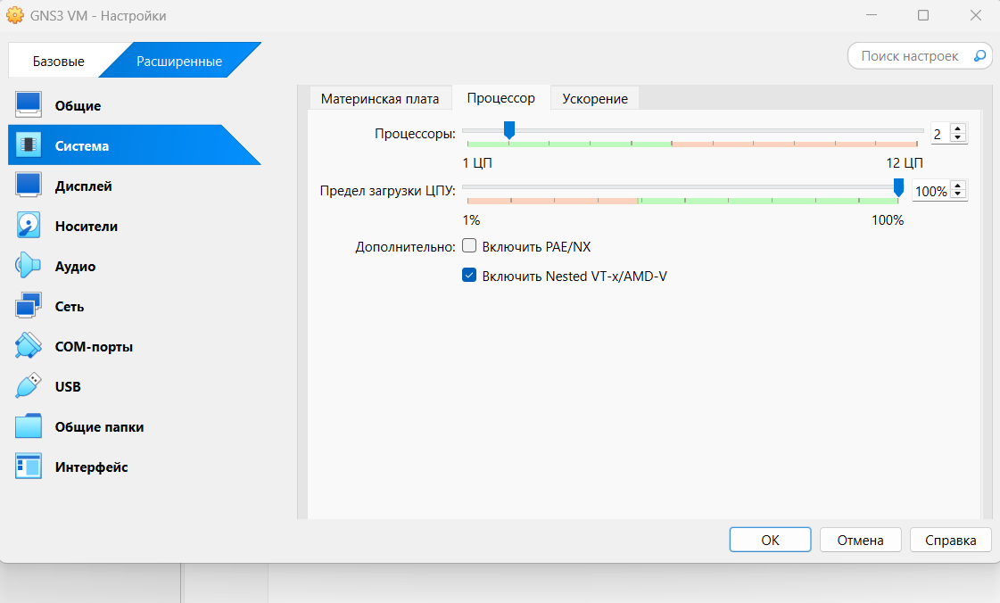 GNS3 VM - Настройки
Базовые
Расширенные
Поиск настроек
Общие
Система
Дисплей
Носители
Аудио
Сеть
COM-порты
USB
Общие папки
Интерфейс
Материнская плата
Процессор
Ускорение
Процессоры:
2
1 ЦП
12 ЦП
Предел загрузки ЦПУ:
100%
1%
100%
Дополнительно:
Включить PAE/NX
Включить Nested VT-x/AMD-V
ОК
Отмена
Справка